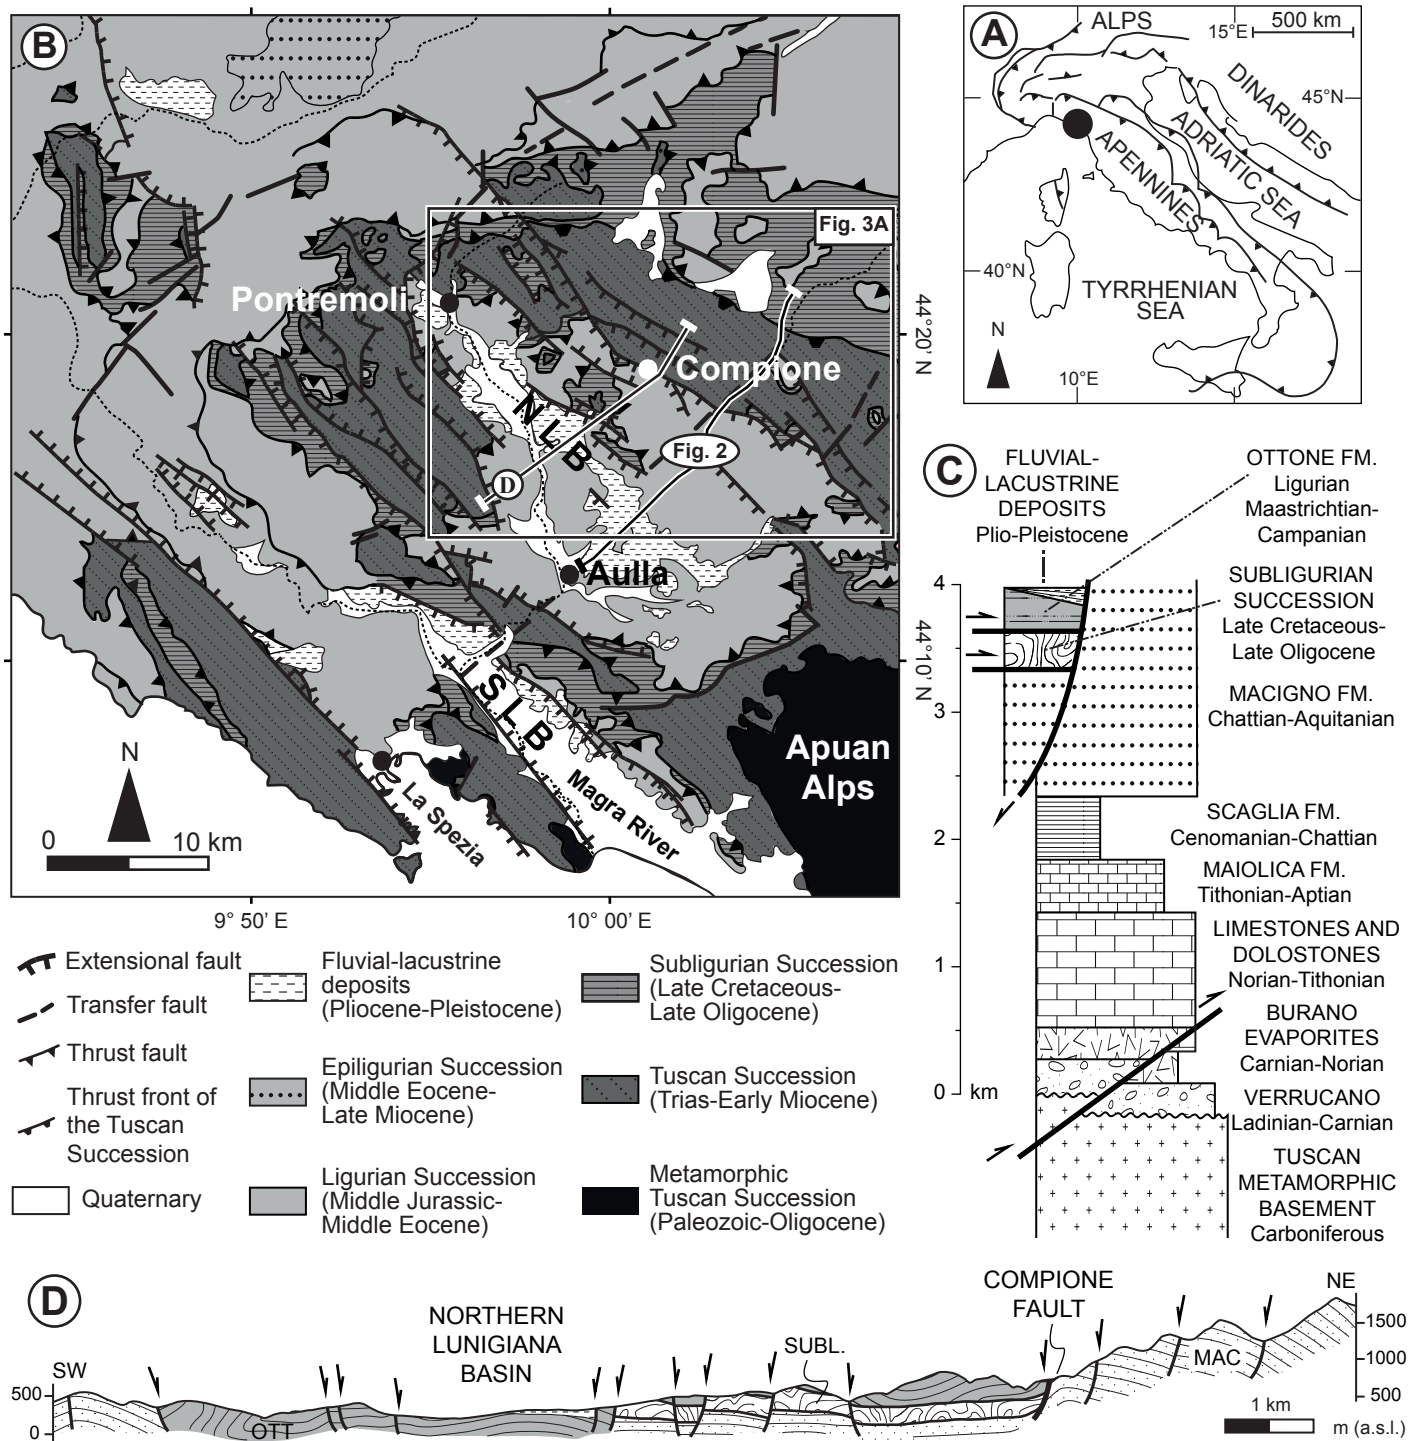 B
Fig. 3A
Pontremoli
Compione
N L B
Fig. 2
D
Aulla
S L B
Apuan
Alps
Magra River
La Spezia
N
0 10 km
9° 50' E
10° 00' E
44°20' N
44°10' N
A
ALPS
15°E
500 km
45°N
DINARIDES
ADRIATIC SEA
APENNINES
40°N
TYRRHENIAN
SEA
N
10°E
Extensional fault
Transfer fault
Thrust fault
Thrust front of
the Tuscan
Succession
Quaternary
Fluvial-lacustrine
deposits
(Pliocene-Pleistocene)
Epiligurian Succession
(Middle Eocene-
Late Miocene)
Ligurian Succession
(Middle Jurassic-
Middle Eocene)
Subligurian Succession
(Late Cretaceous-
Late Oligocene)
Tuscan Succession
(Trias-Early Miocene)
Metamorphic
Tuscan Succession
(Paleozoic-Oligocene)
C
FLUVIAL-
LACUSTRINE
DEPOSITS
Plio-Pleistocene
OTTONE FM.
Ligurian
Maastrichtian-
Campanian
SUBLIGURIAN
SUCCESSION
Late Cretaceous-
Late Oligocene
MACIGNO FM.
Chattian-Aquitanian
SCAGLIA FM.
Cenomanian-Chattian
MAIOLICA FM.
Tithonian-Aptian
LIMESTONES AND
DOLOSTONES
Norian-Tithonian
BURANO
EVAPORITES
Carnian-Norian
VERRUCANO
Ladinian-Carnian
TUSCAN
METAMORPHIC
BASEMENT
Carboniferous
4
3
2
1
0 km
D
SW
NORTHERN
LUNIGIANA
BASIN
SUBL.
COMPIONE
FAULT
NE
MAC
OTT
500
0
1500
1000
500
1 km
m (a.s.l.)